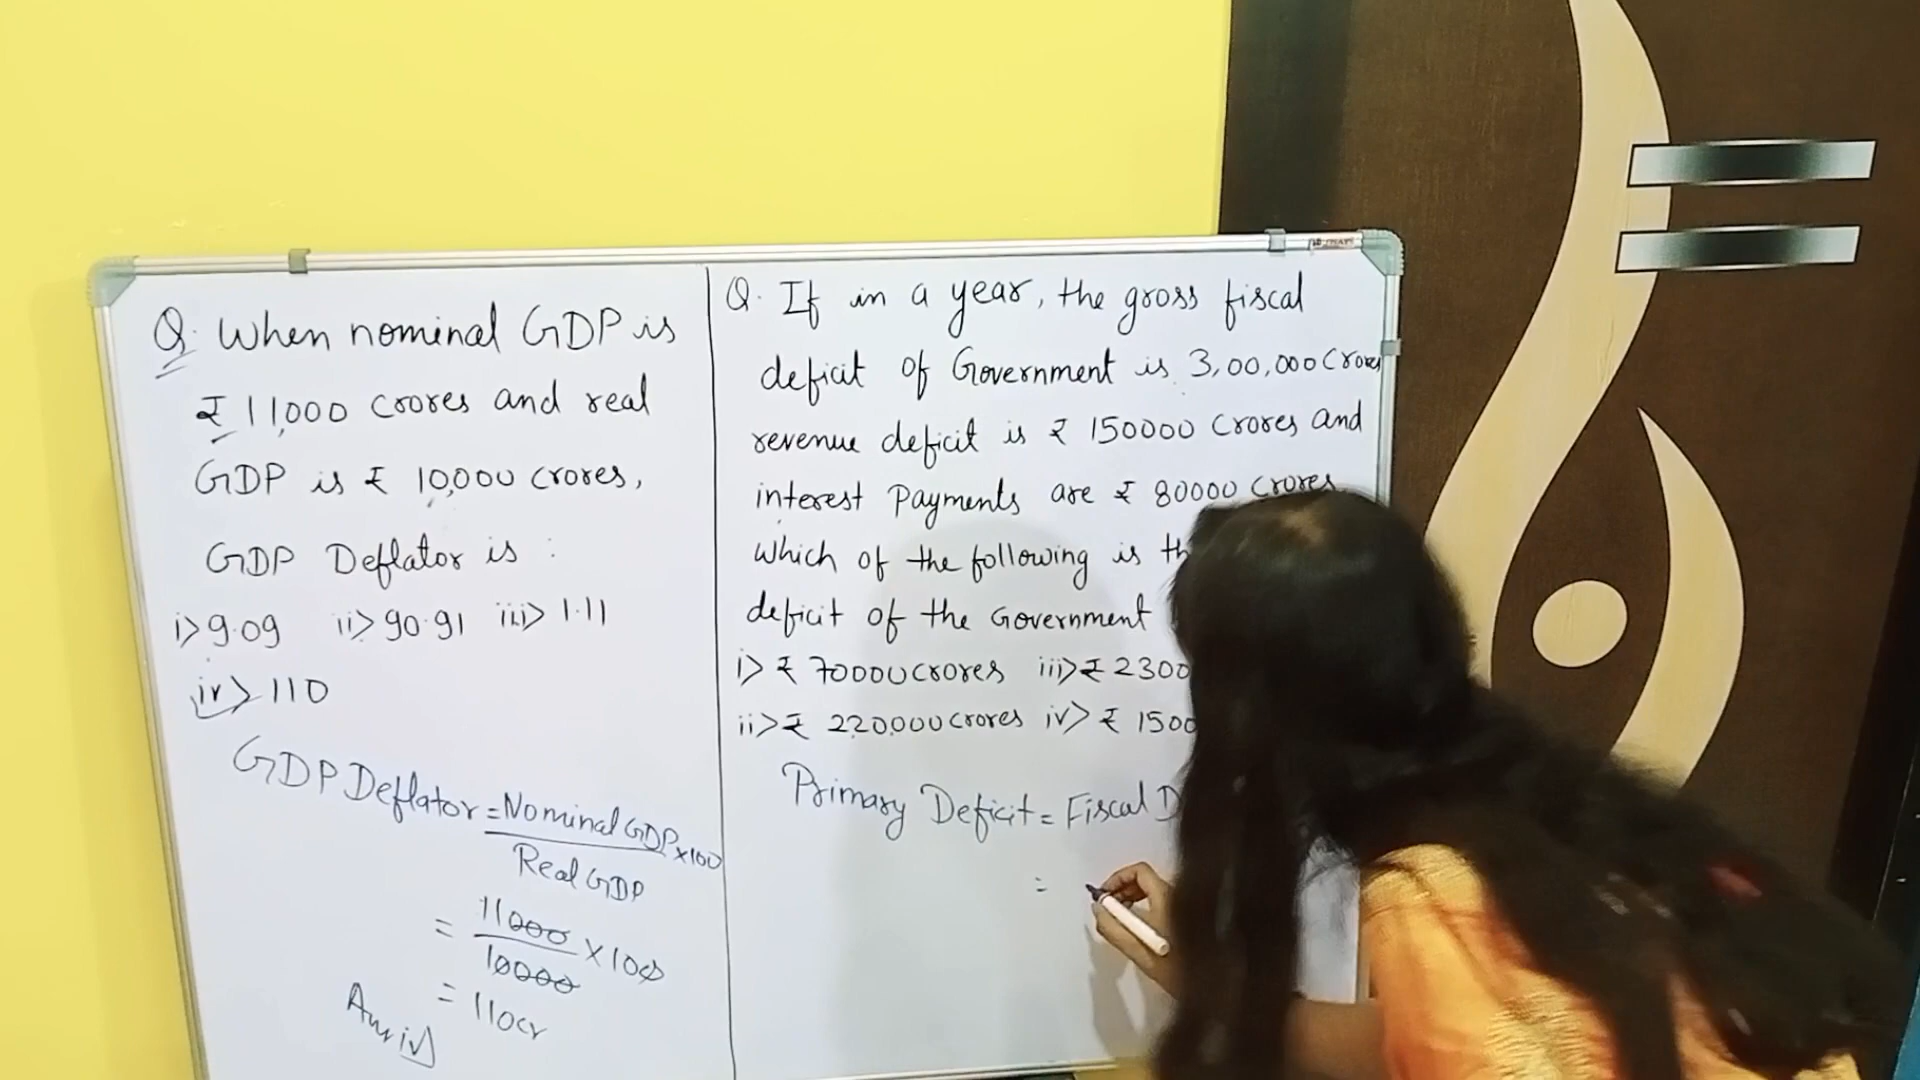 Q. When nominal GDP is
₹ 11,000 crores and real
GDP is ₹ 10,000 crores,
GDP Deflator is :
i> 9.09 ii> 90.91 iii> 1.11
iv> 110
GDP Deflator = Nominal GDP x100
Real GDP
= 11000 x 100
10000
= 110cr
Ans iv)
Q. If in a year, the gross fiscal
deficit of Government is 3,00,000 Crores
revenue deficit is ₹ 150000 Crores and
interest Payments are ₹ 80000 crores
which of the following is
deficit of the Government
i> ₹ 70000 crores iii> ₹ 2300
ii> ₹ 220,000 crores iv> ₹ 1500
Primary Deficit = Fiscal D
=